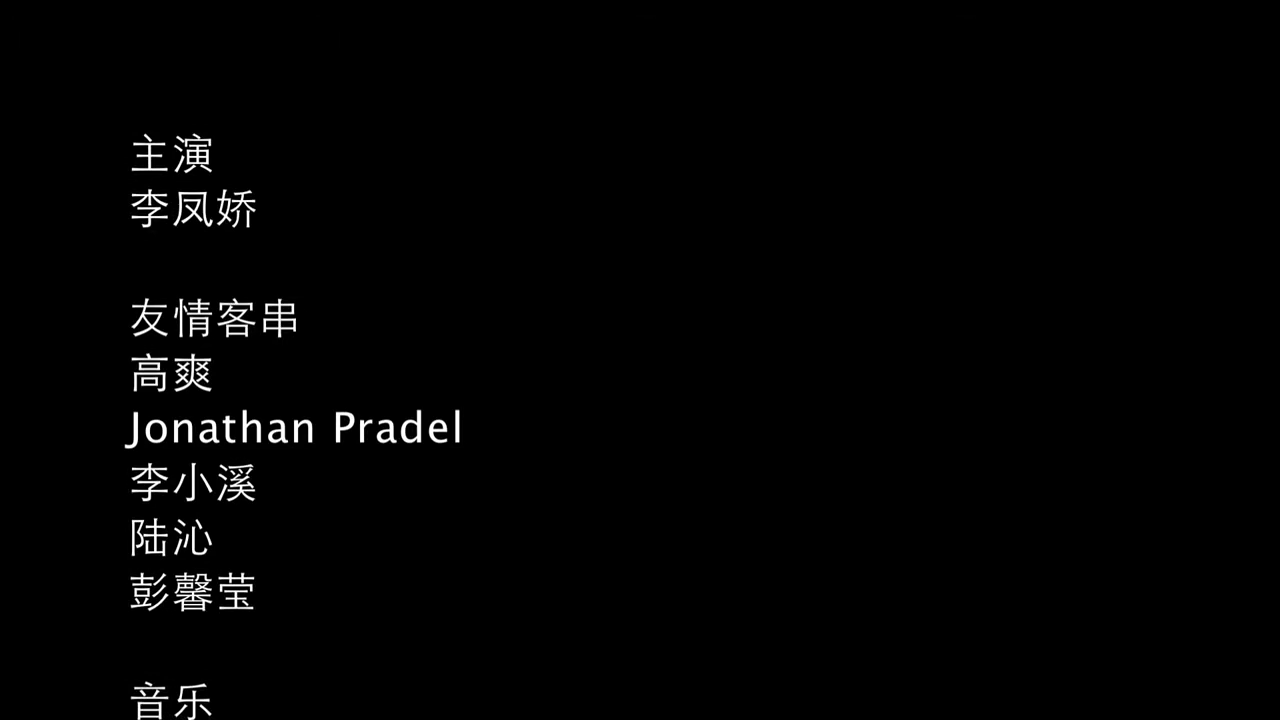 主演
李凤娇
友情客串
高爽
Jonathan Pradel
李小溪
陆沁
彭馨莹
音乐